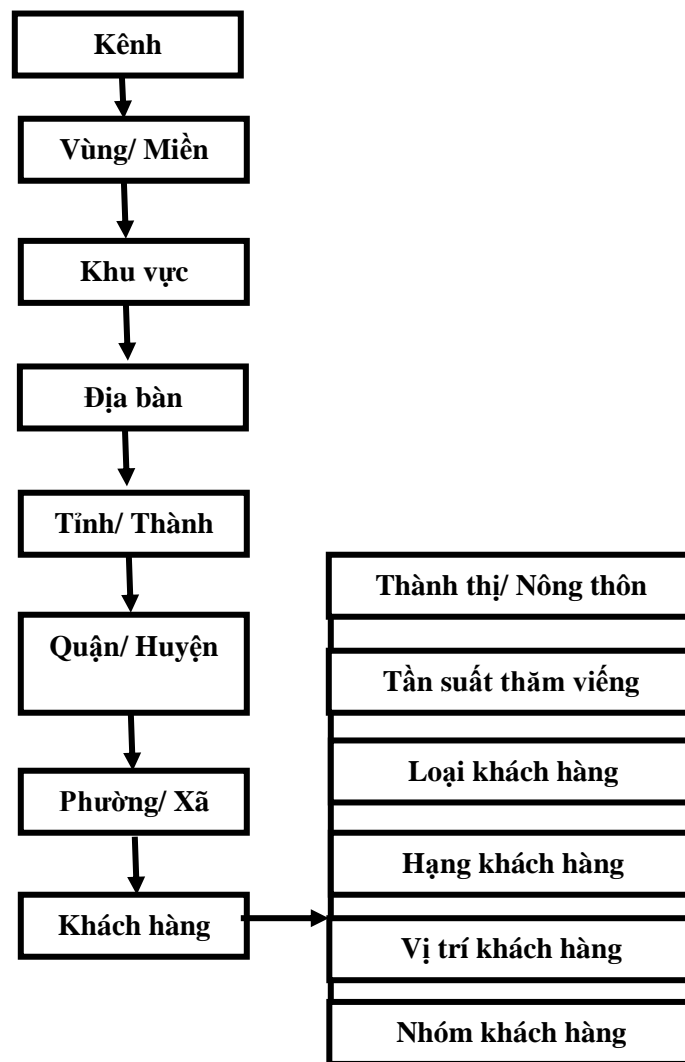 Kênh
Vùng/ Miền
Khu vực
Địa bàn
Tỉnh/ Thành
Quận/ Huyện
Phường/ Xã
Khách hàng
Thành thị/ Nông thôn
Tần suất thăm viếng
Loại khách hàng
Hạng khách hàng
Vị trí khách hàng
Nhóm khách hàng